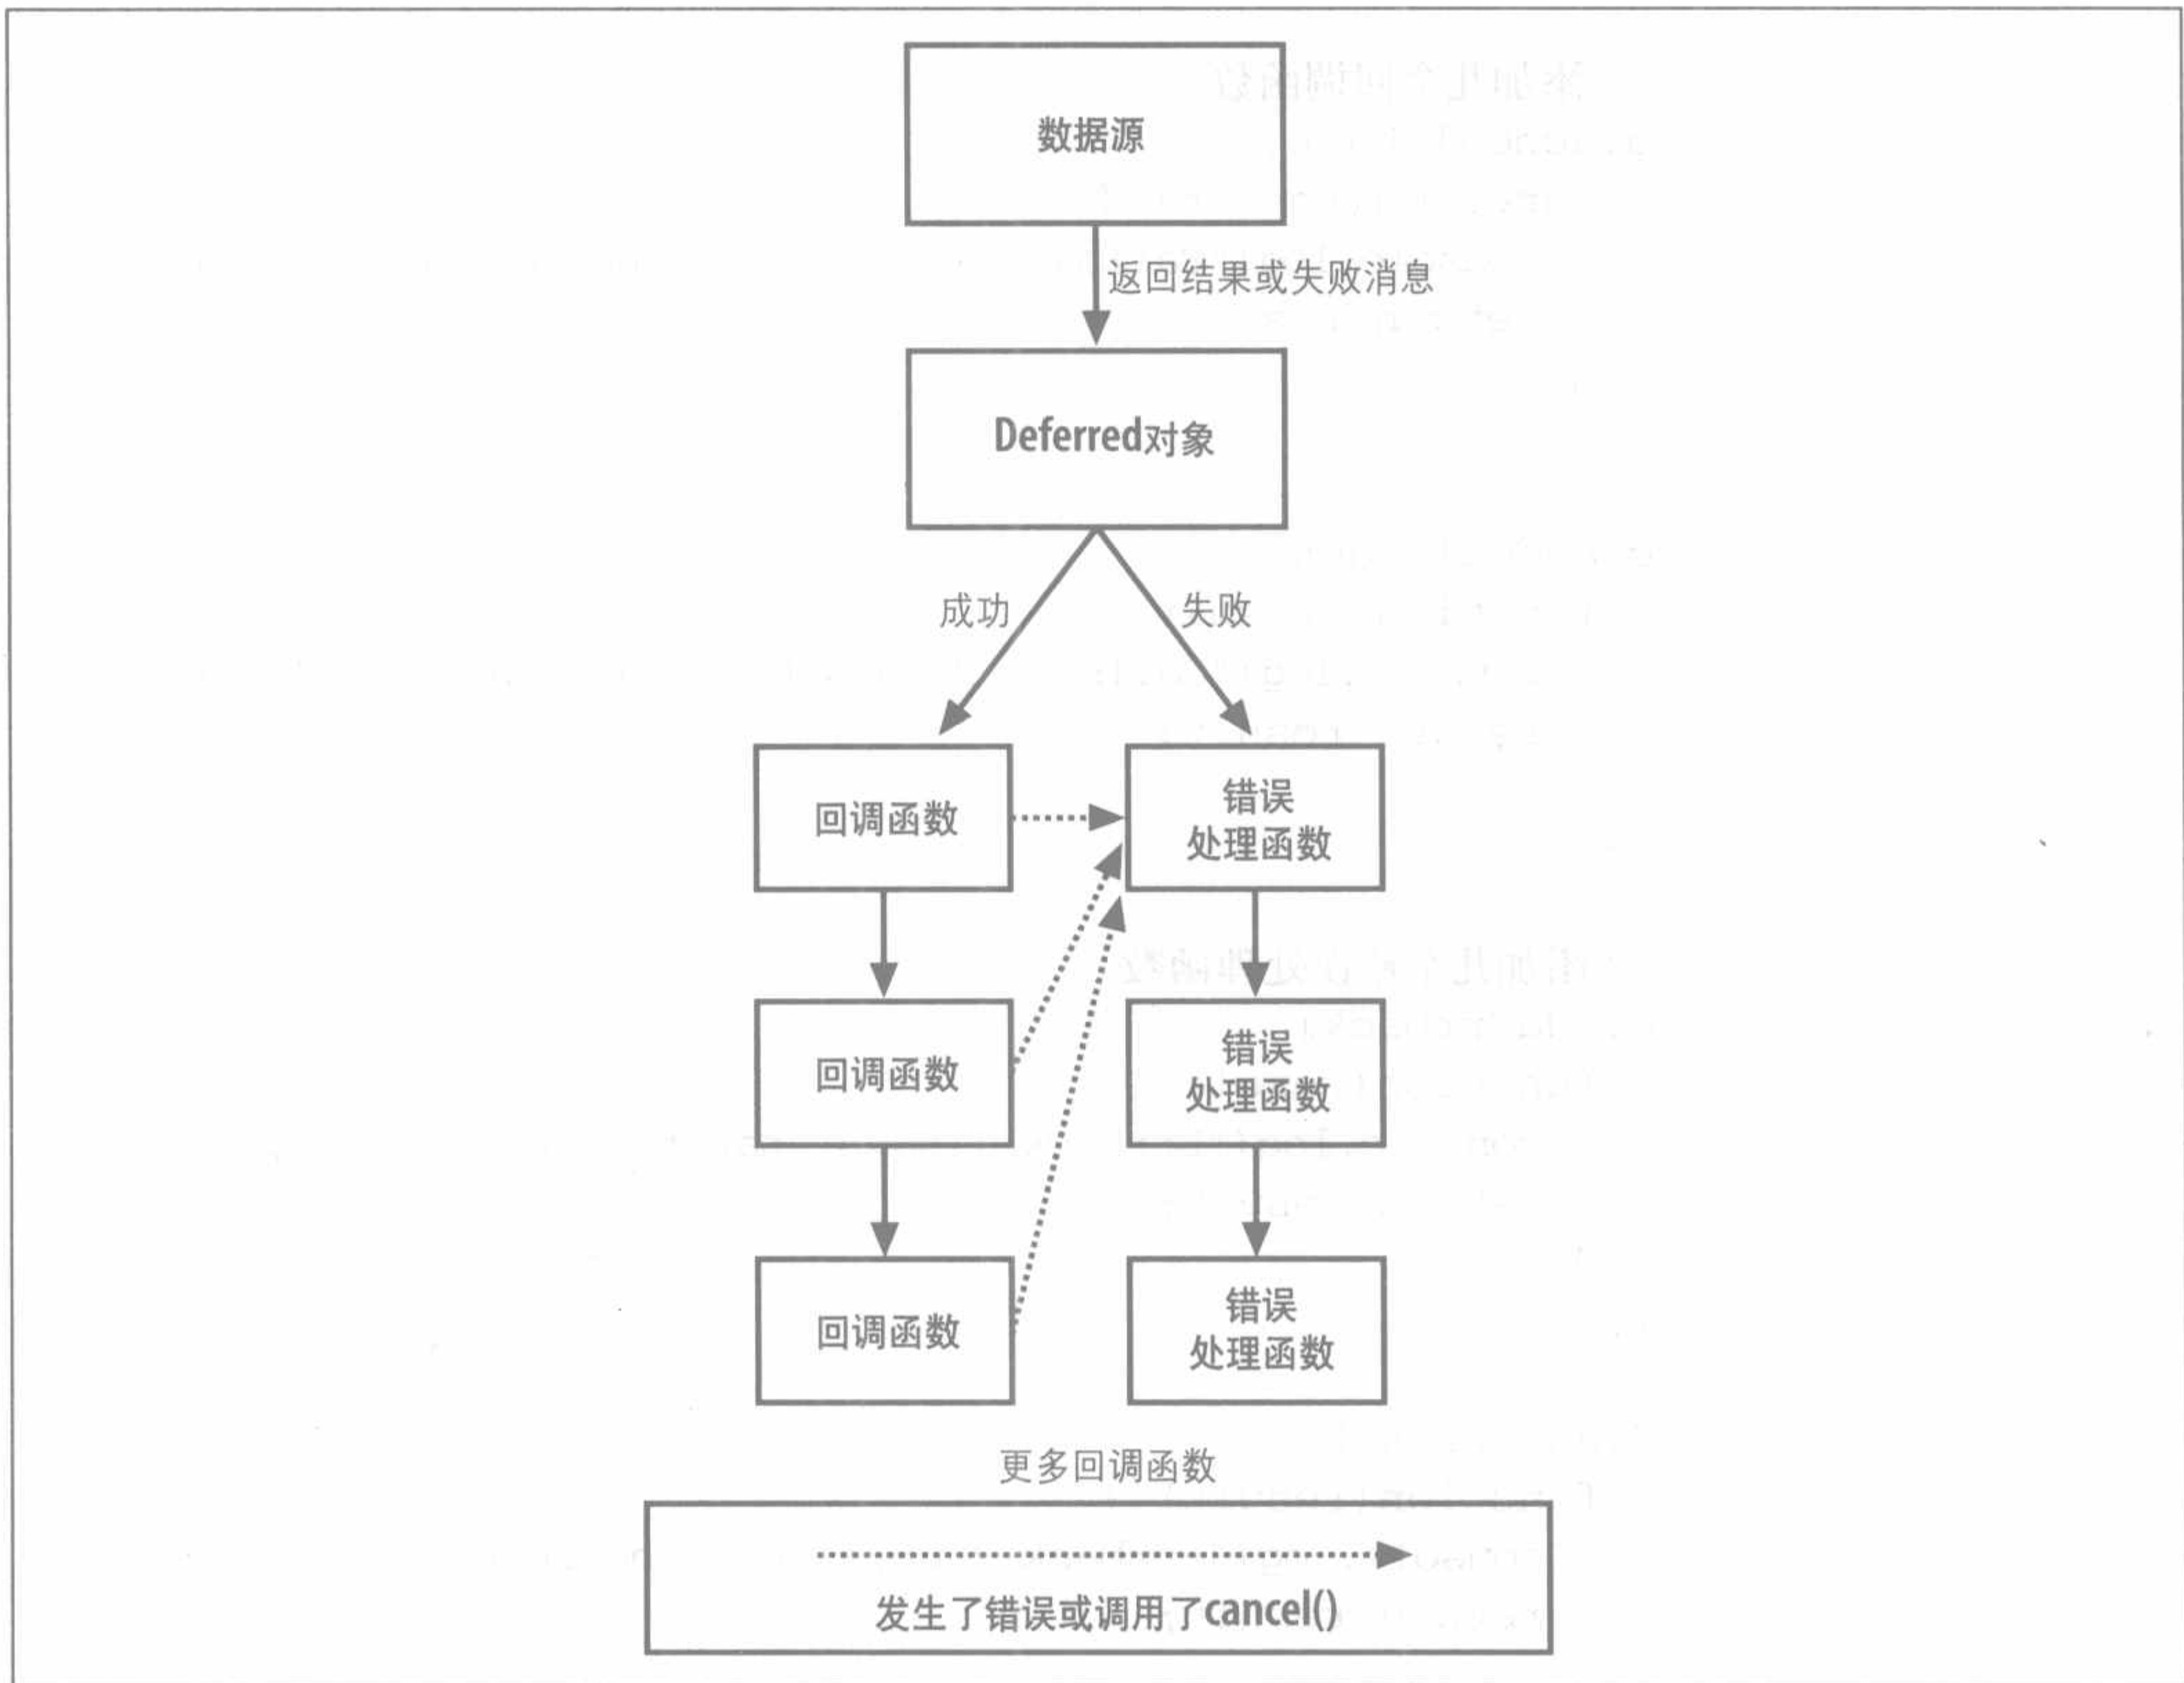 数据源
返回结果或失败消息
Deferred对象
成功
失败
回调函数
错误
处理函数
回调函数
错误
处理函数
回调函数
错误
处理函数
更多回调函数
发生了错误或调用了cancel()